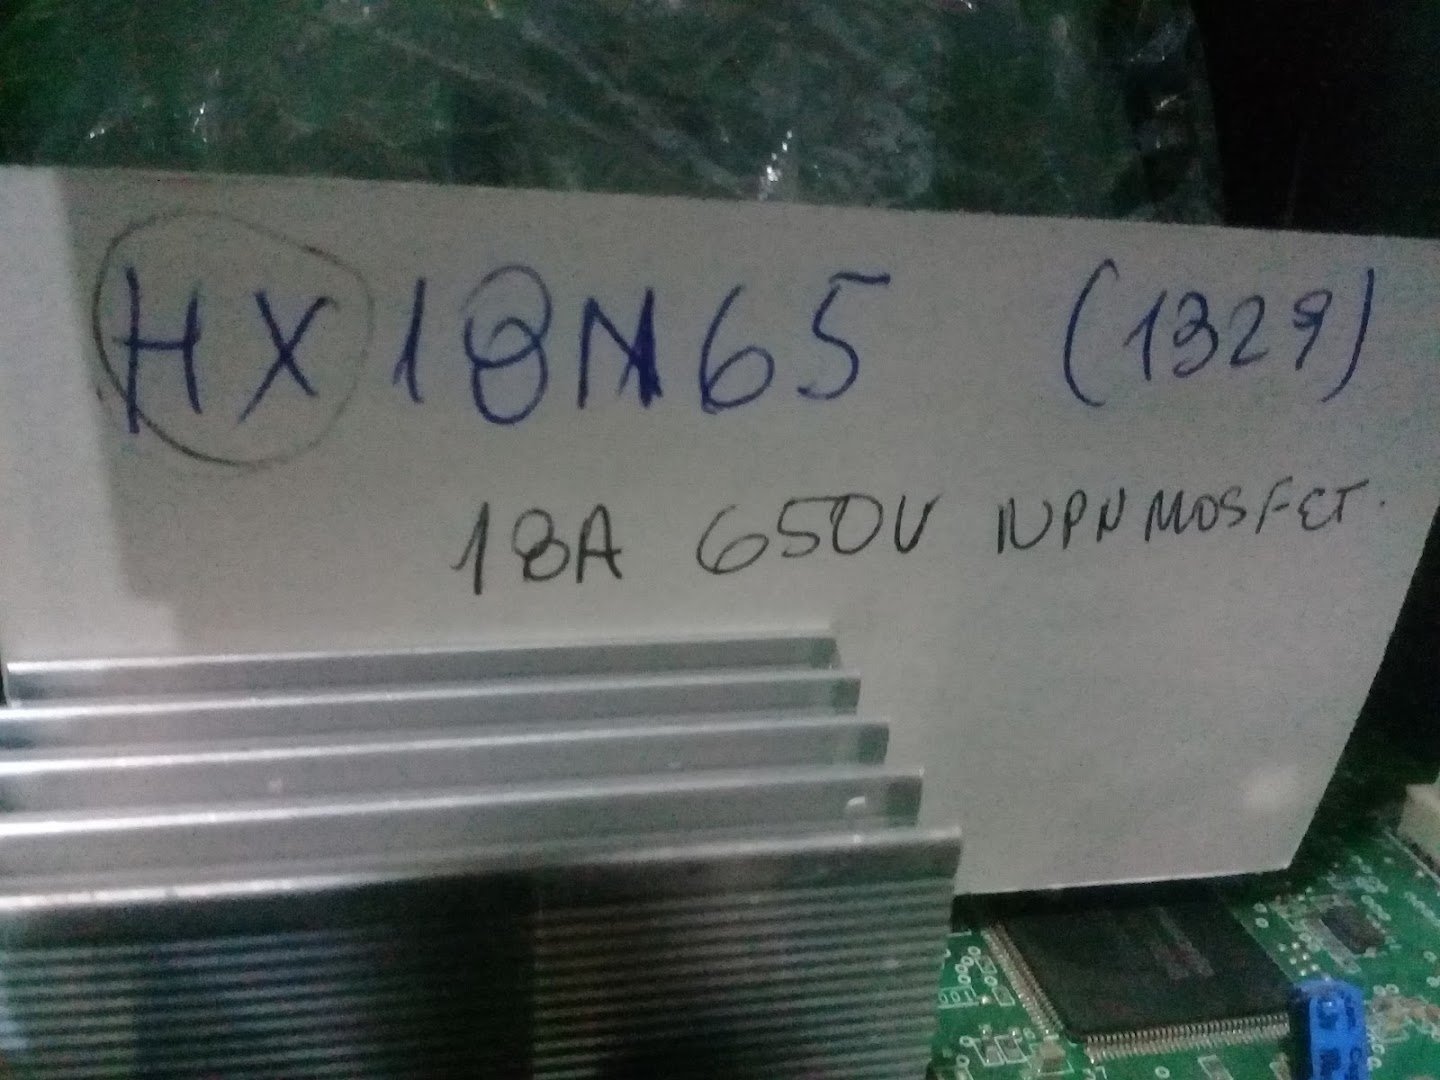 HX18N65 (1329)
18A 650V NPN MOSFET.